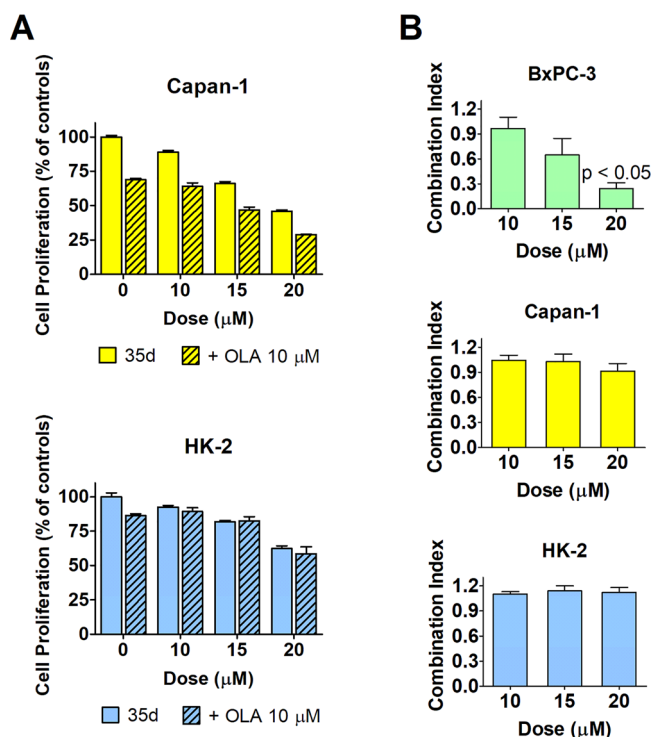 A
Capan-1
Cell Proliferation (% of controls)
100
75
50
25
0
0 10 15 20
Dose (μM)
35d + OLA 10 μM
HK-2
Cell Proliferation (% of controls)
100
75
50
25
0
0 10 15 20
Dose (μM)
35d + OLA 10 μM
B
BxPC-3
Combination Index
1.2
0.9
0.6
0.3
0.0
p < 0.05
10 15 20
Dose (μM)
Capan-1
Combination Index
1.2
0.9
0.6
0.3
0.0
10 15 20
Dose (μM)
HK-2
Combination Index
1.2
0.9
0.6
0.3
0.0
10 15 20
Dose (μM)